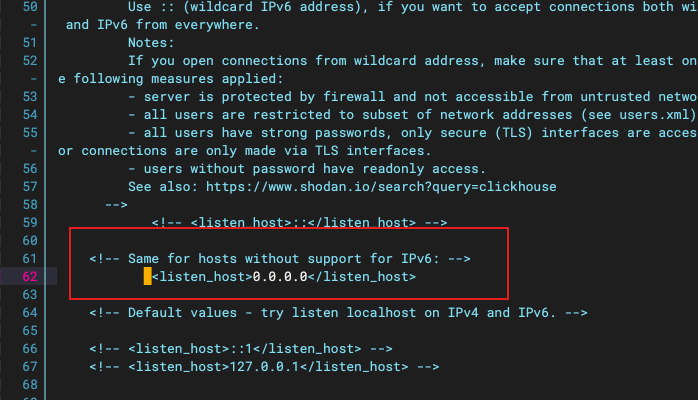 50 Use :: (wildcard IPv6 address), if you want to accept connections both wi
- and IPv6 from everywhere.
51 Notes:
52 If you open connections from wildcard address, make sure that at least on
- e following measures applied:
53 - server is protected by firewall and not accessible from untrusted netwo
54 - all users are restricted to subset of network addresses (see users.xml)
55 - all users have strong passwords, only secure (TLS) interfaces are acces
- or connections are only made via TLS interfaces.
56 - users without password have readonly access.
57 See also: https://www.shodan.io/search?query=clickhouse
58 -->
59 <!-- <listen_host>::</listen_host> -->
60
61 <!-- Same for hosts without support for IPv6: -->
62 <listen_host>0.0.0.0</listen_host>
63
64 <!-- Default values - try listen localhost on IPv4 and IPv6. -->
65
66 <!-- <listen_host>::1</listen_host> -->
67 <!-- <listen_host>127.0.0.1</listen_host> -->
68